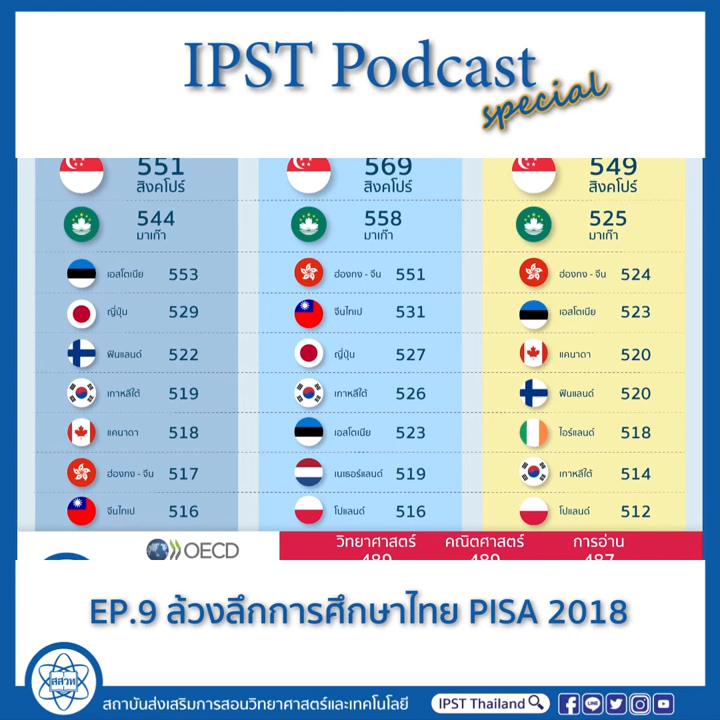 IPST Podcast
special
551
สิงคโปร์
544
มาเก๊า
เอสโตเนีย 553
ญี่ปุ่น 529
ฟินแลนด์ 522
เกาหลีใต้ 519
แคนาดา 518
ฮ่องกง - จีน 517
จีนไทเป 516
569
สิงคโปร์
558
มาเก๊า
ฮ่องกง - จีน 551
จีนไทเป 531
ญี่ปุ่น 527
เกาหลีใต้ 526
เอสโตเนีย 523
เนเธอร์แลนด์ 519
โปแลนด์ 516
549
สิงคโปร์
525
มาเก๊า
ฮ่องกง - จีน 524
เอสโตเนีย 523
แคนาดา 520
ฟินแลนด์ 520
ไอร์แลนด์ 518
เกาหลีใต้ 514
โปแลนด์ 512
OECD
วิทยาศาสตร์ คณิตศาสตร์ การอ่าน
489 489 487
EP.9 ล้วงลึกการศึกษาไทย PISA 2018
สสวท
สถาบันส่งเสริมการสอนวิทยาศาสตร์และเทคโนโลยี
IPST Thailand
LINE